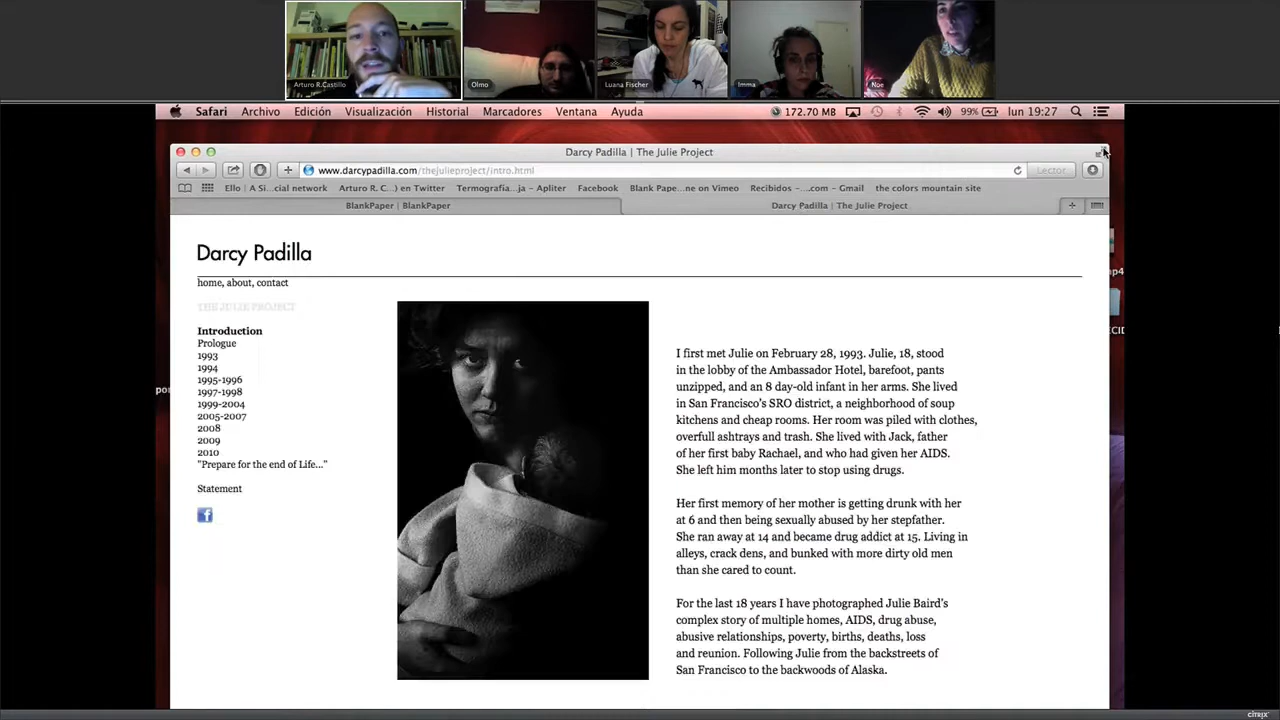 Arturo R.Castillo
Olmo
Luana Fischer
Imma
Noe
Safari Archivo Edición Visualización Historial Marcadores Ventana Ayuda 172.70 MB 99% lun 19:27
Darcy Padilla | The Julie Project
www.darcypadilla.com/thejulieproject/intro.html Lector
Ello | A Si...cial network Arturo R. C...) en Twitter Termografía...ja - Apliter Facebook Blank Pape...ne on Vimeo Recibidos -....com - Gmail the colors mountain site
BlankPaper | BlankPaper Darcy Padilla | The Julie Project
Darcy Padilla
home, about, contact
THE JULIE PROJECT
Introduction
Prologue
1993
1994
1995-1996
1997-1998
1999-2004
2005-2007
2008
2009
2010
"Prepare for the end of Life..."
Statement
I first met Julie on February 28, 1993. Julie, 18, stood
in the lobby of the Ambassador Hotel, barefoot, pants
unzipped, and an 8 day-old infant in her arms. She lived
in San Francisco's SRO district, a neighborhood of soup
kitchens and cheap rooms. Her room was piled with clothes,
overfull ashtrays and trash. She lived with Jack, father
of her first baby Rachael, and who had given her AIDS.
She left him months later to stop using drugs.
Her first memory of her mother is getting drunk with her
at 6 and then being sexually abused by her stepfather.
She ran away at 14 and became drug addict at 15. Living in
alleys, crack dens, and bunked with more dirty old men
than she cared to count.
For the last 18 years I have photographed Julie Baird's
complex story of multiple homes, AIDS, drug abuse,
abusive relationships, poverty, births, deaths, loss
and reunion. Following Julie from the backstreets of
San Francisco to the backwoods of Alaska.
CITRIX